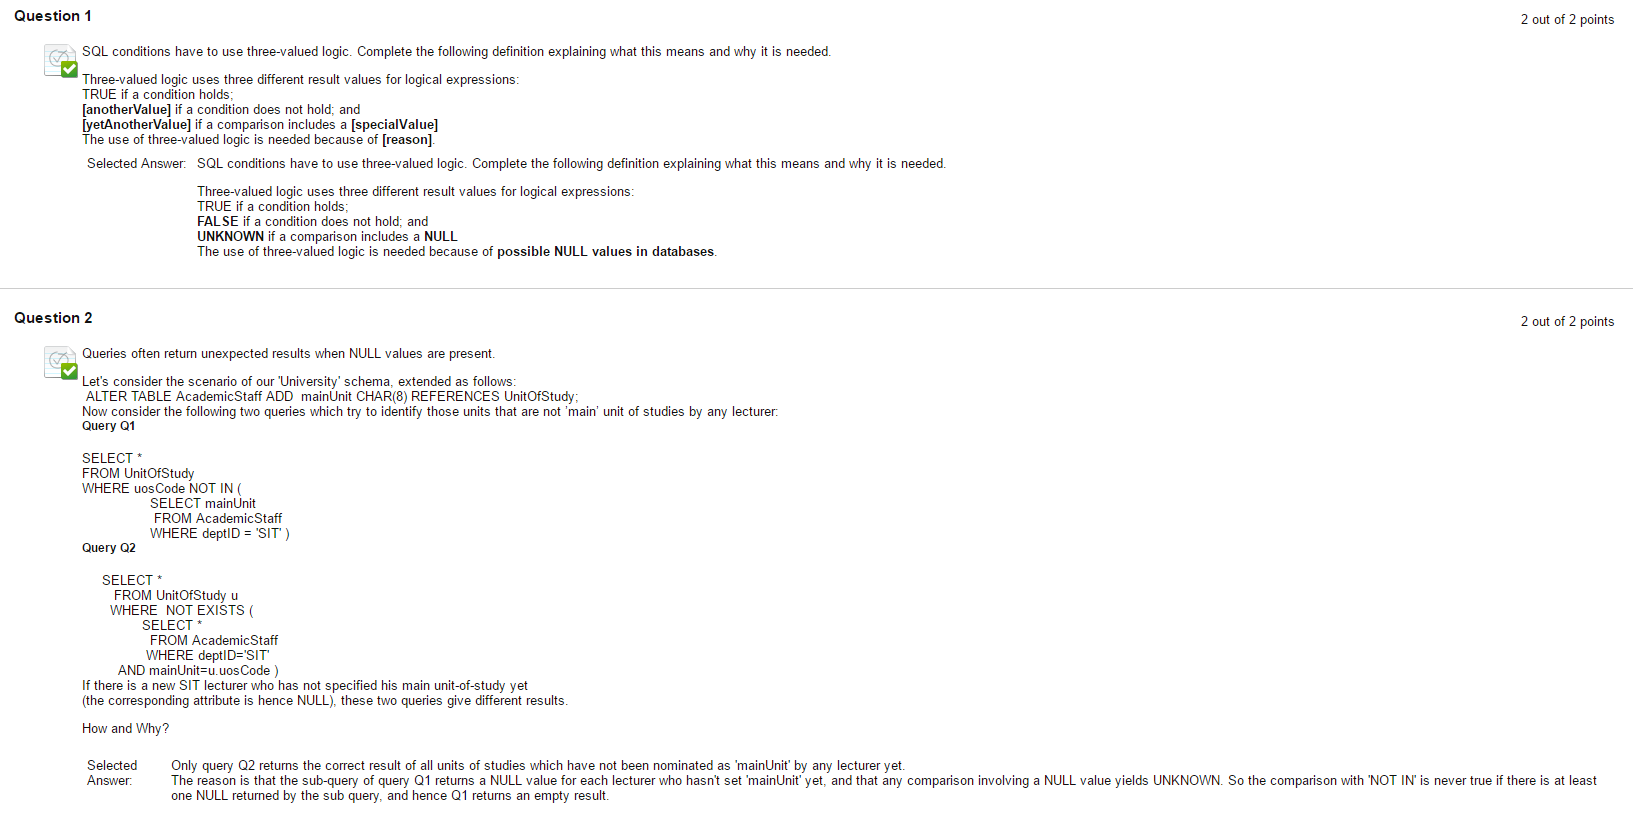 Question 1
2 out of 2 points
SQL conditions have to use three-valued logic. Complete the following definition explaining what this means and why it is needed.
Three-valued logic uses three different result values for logical expressions:
TRUE if a condition holds;
[anotherValue] if a condition does not hold; and
[yetAnotherValue] if a comparison includes a [specialValue]
The use of three-valued logic is needed because of [reason].
Selected Answer: SQL conditions have to use three-valued logic. Complete the following definition explaining what this means and why it is needed.
Three-valued logic uses three different result values for logical expressions:
TRUE if a condition holds;
FALSE if a condition does not hold; and
UNKNOWN if a comparison includes a NULL
The use of three-valued logic is needed because of possible NULL values in databases.
Question 2
2 out of 2 points
Queries often return unexpected results when NULL values are present.
Let's consider the scenario of our 'University' schema, extended as follows:
ALTER TABLE AcademicStaff ADD mainUnit CHAR(8) REFERENCES UnitOfStudy;
Now consider the following two queries which try to identify those units that are not 'main' unit of studies by any lecturer:
Query Q1
SELECT *
FROM UnitOfStudy
WHERE uosCode NOT IN (
SELECT mainUnit
FROM AcademicStaff
WHERE deptID = 'SIT' )
Query Q2
SELECT *
FROM UnitOfStudy u
WHERE NOT EXISTS (
SELECT *
FROM AcademicStaff
WHERE deptID='SIT'
AND mainUnit=u.uosCode )
If there is a new SIT lecturer who has not specified his main unit-of-study yet
(the corresponding attribute is hence NULL), these two queries give different results.
How and Why?
Selected Answer: Only query Q2 returns the correct result of all units of studies which have not been nominated as 'mainUnit' by any lecturer yet.
The reason is that the sub-query of query Q1 returns a NULL value for each lecturer who hasn't set 'mainUnit' yet, and that any comparison involving a NULL value yields UNKNOWN. So the comparison with 'NOT IN' is never true if there is at least
one NULL returned by the sub query, and hence Q1 returns an empty result.